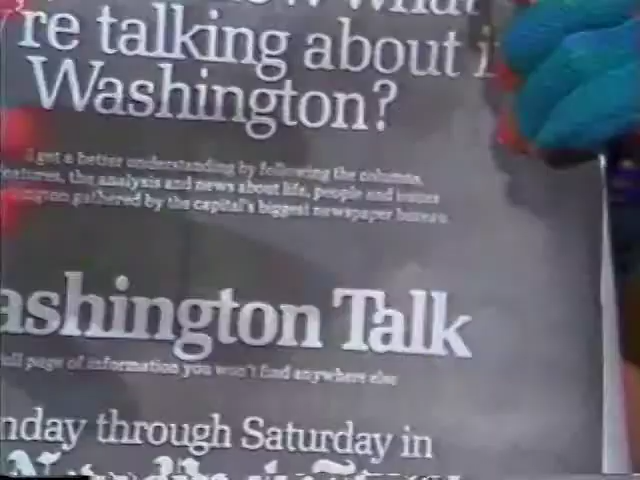 what
're talking about i
Washington?
get a better understanding by following the columns,
features, the analysis and news about life, people and issues
gathered by the capital's biggest newspaper bureau.
ashington Talk
full page of information you won't find anywhere else
nday through Saturday in